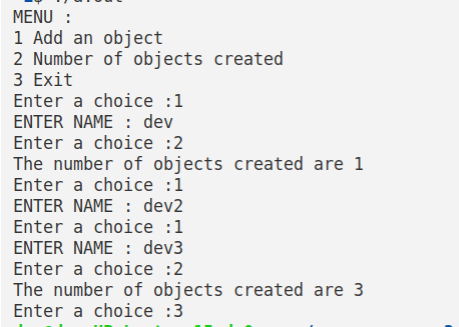 MENU :
1 Add an object
2 Number of objects created
3 Exit
Enter a choice :1
ENTER NAME : dev
Enter a choice :2
The number of objects created are 1
Enter a choice :1
ENTER NAME : dev2
Enter a choice :1
ENTER NAME : dev3
Enter a choice :2
The number of objects created are 3
Enter a choice :3